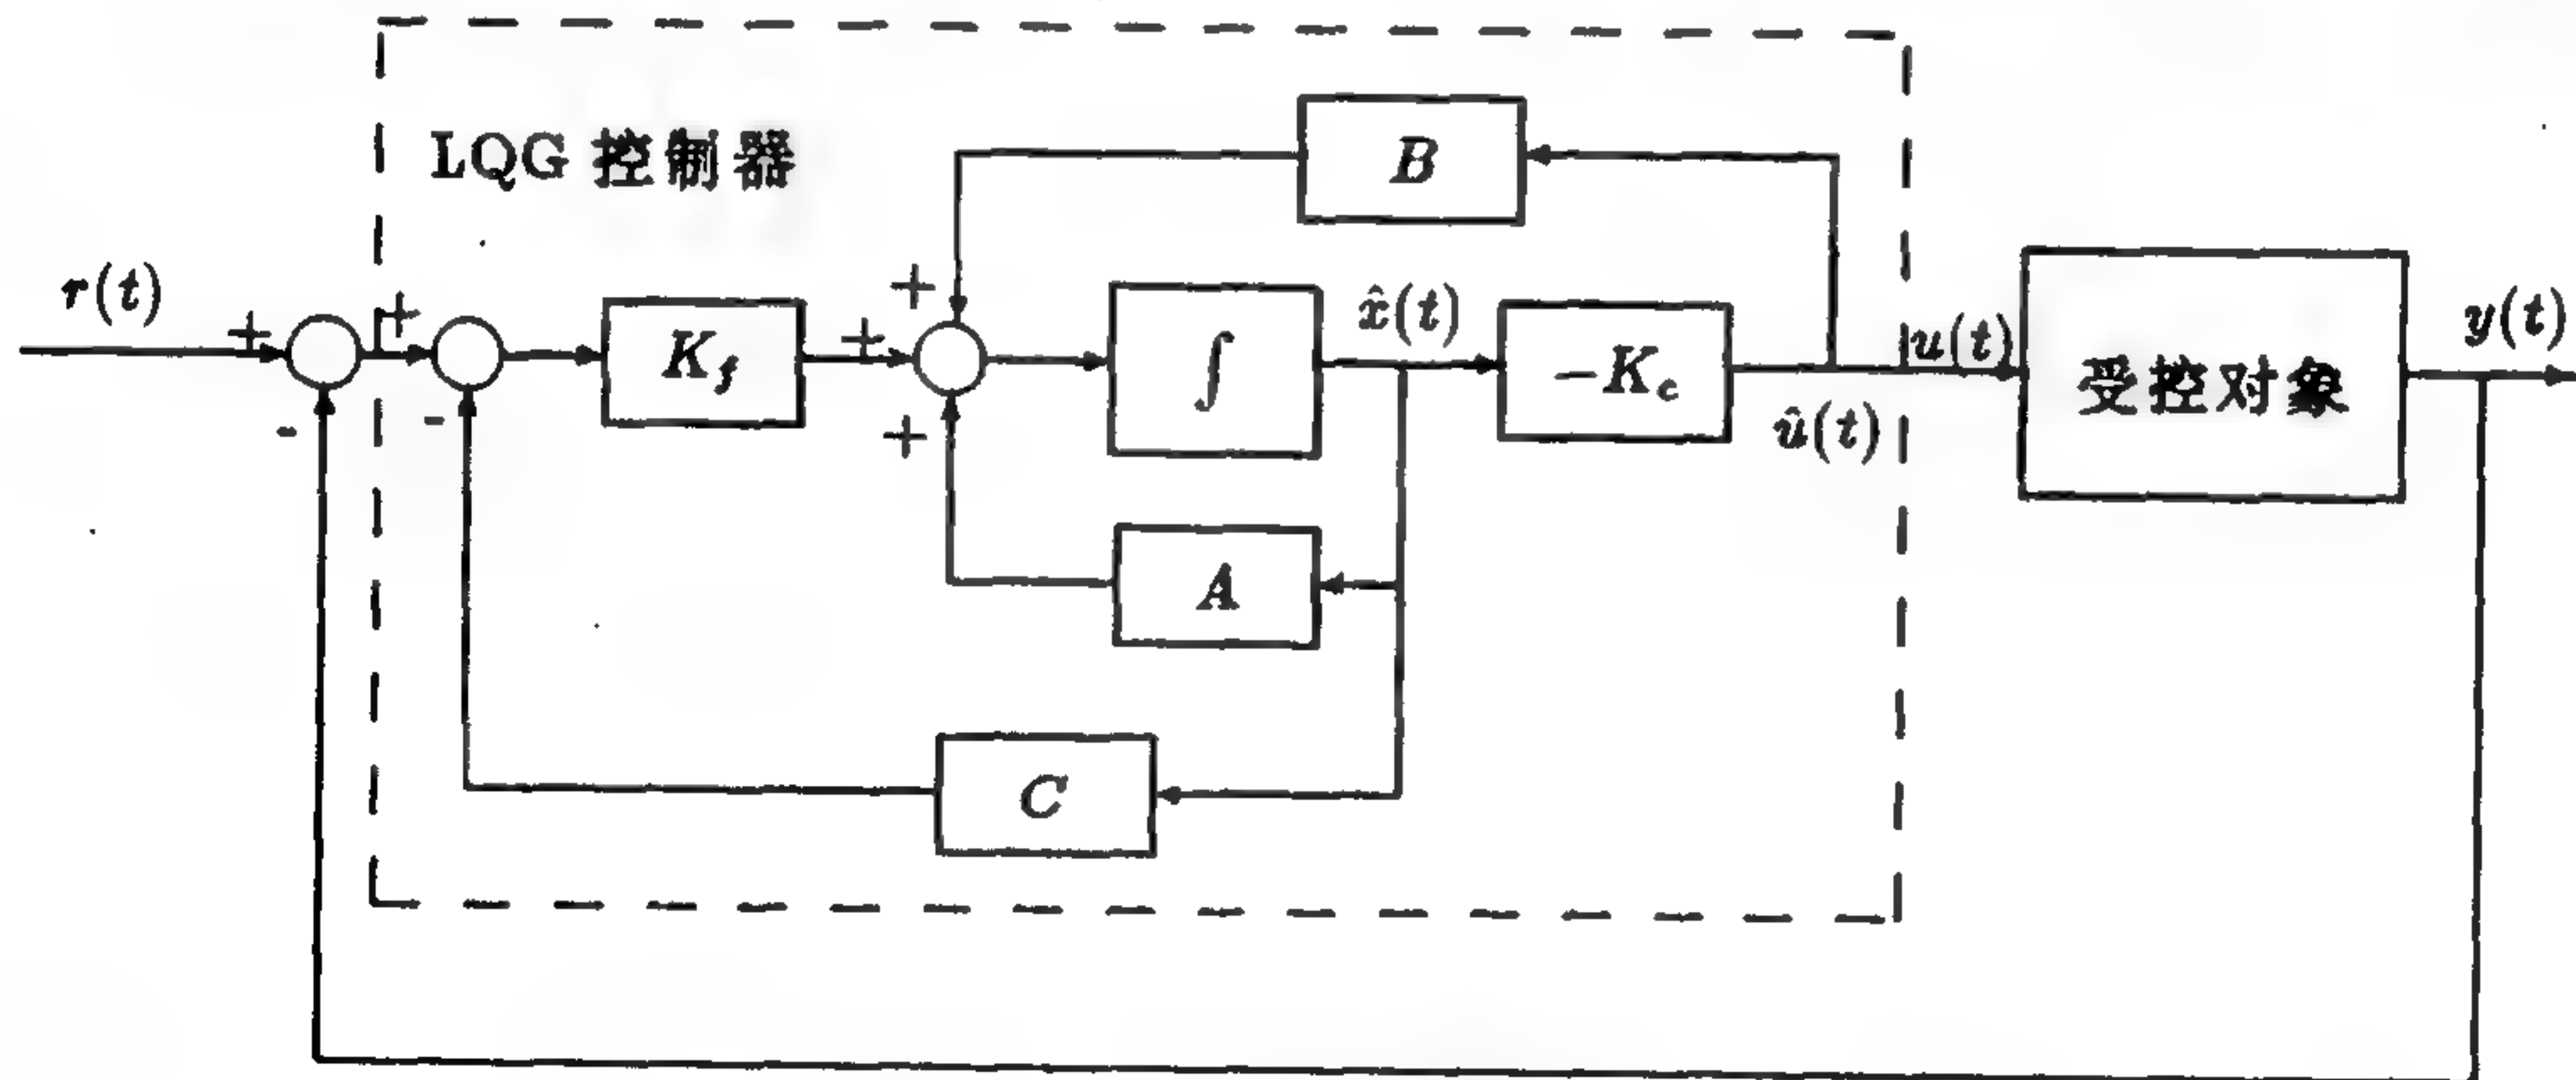 LQG 控制器
B
r(t)
+
+
-
-
K_f
+
+
+
∫
x̂(t)
-K_c
û(t)
u(t)
受控对象
y(t)
A
C